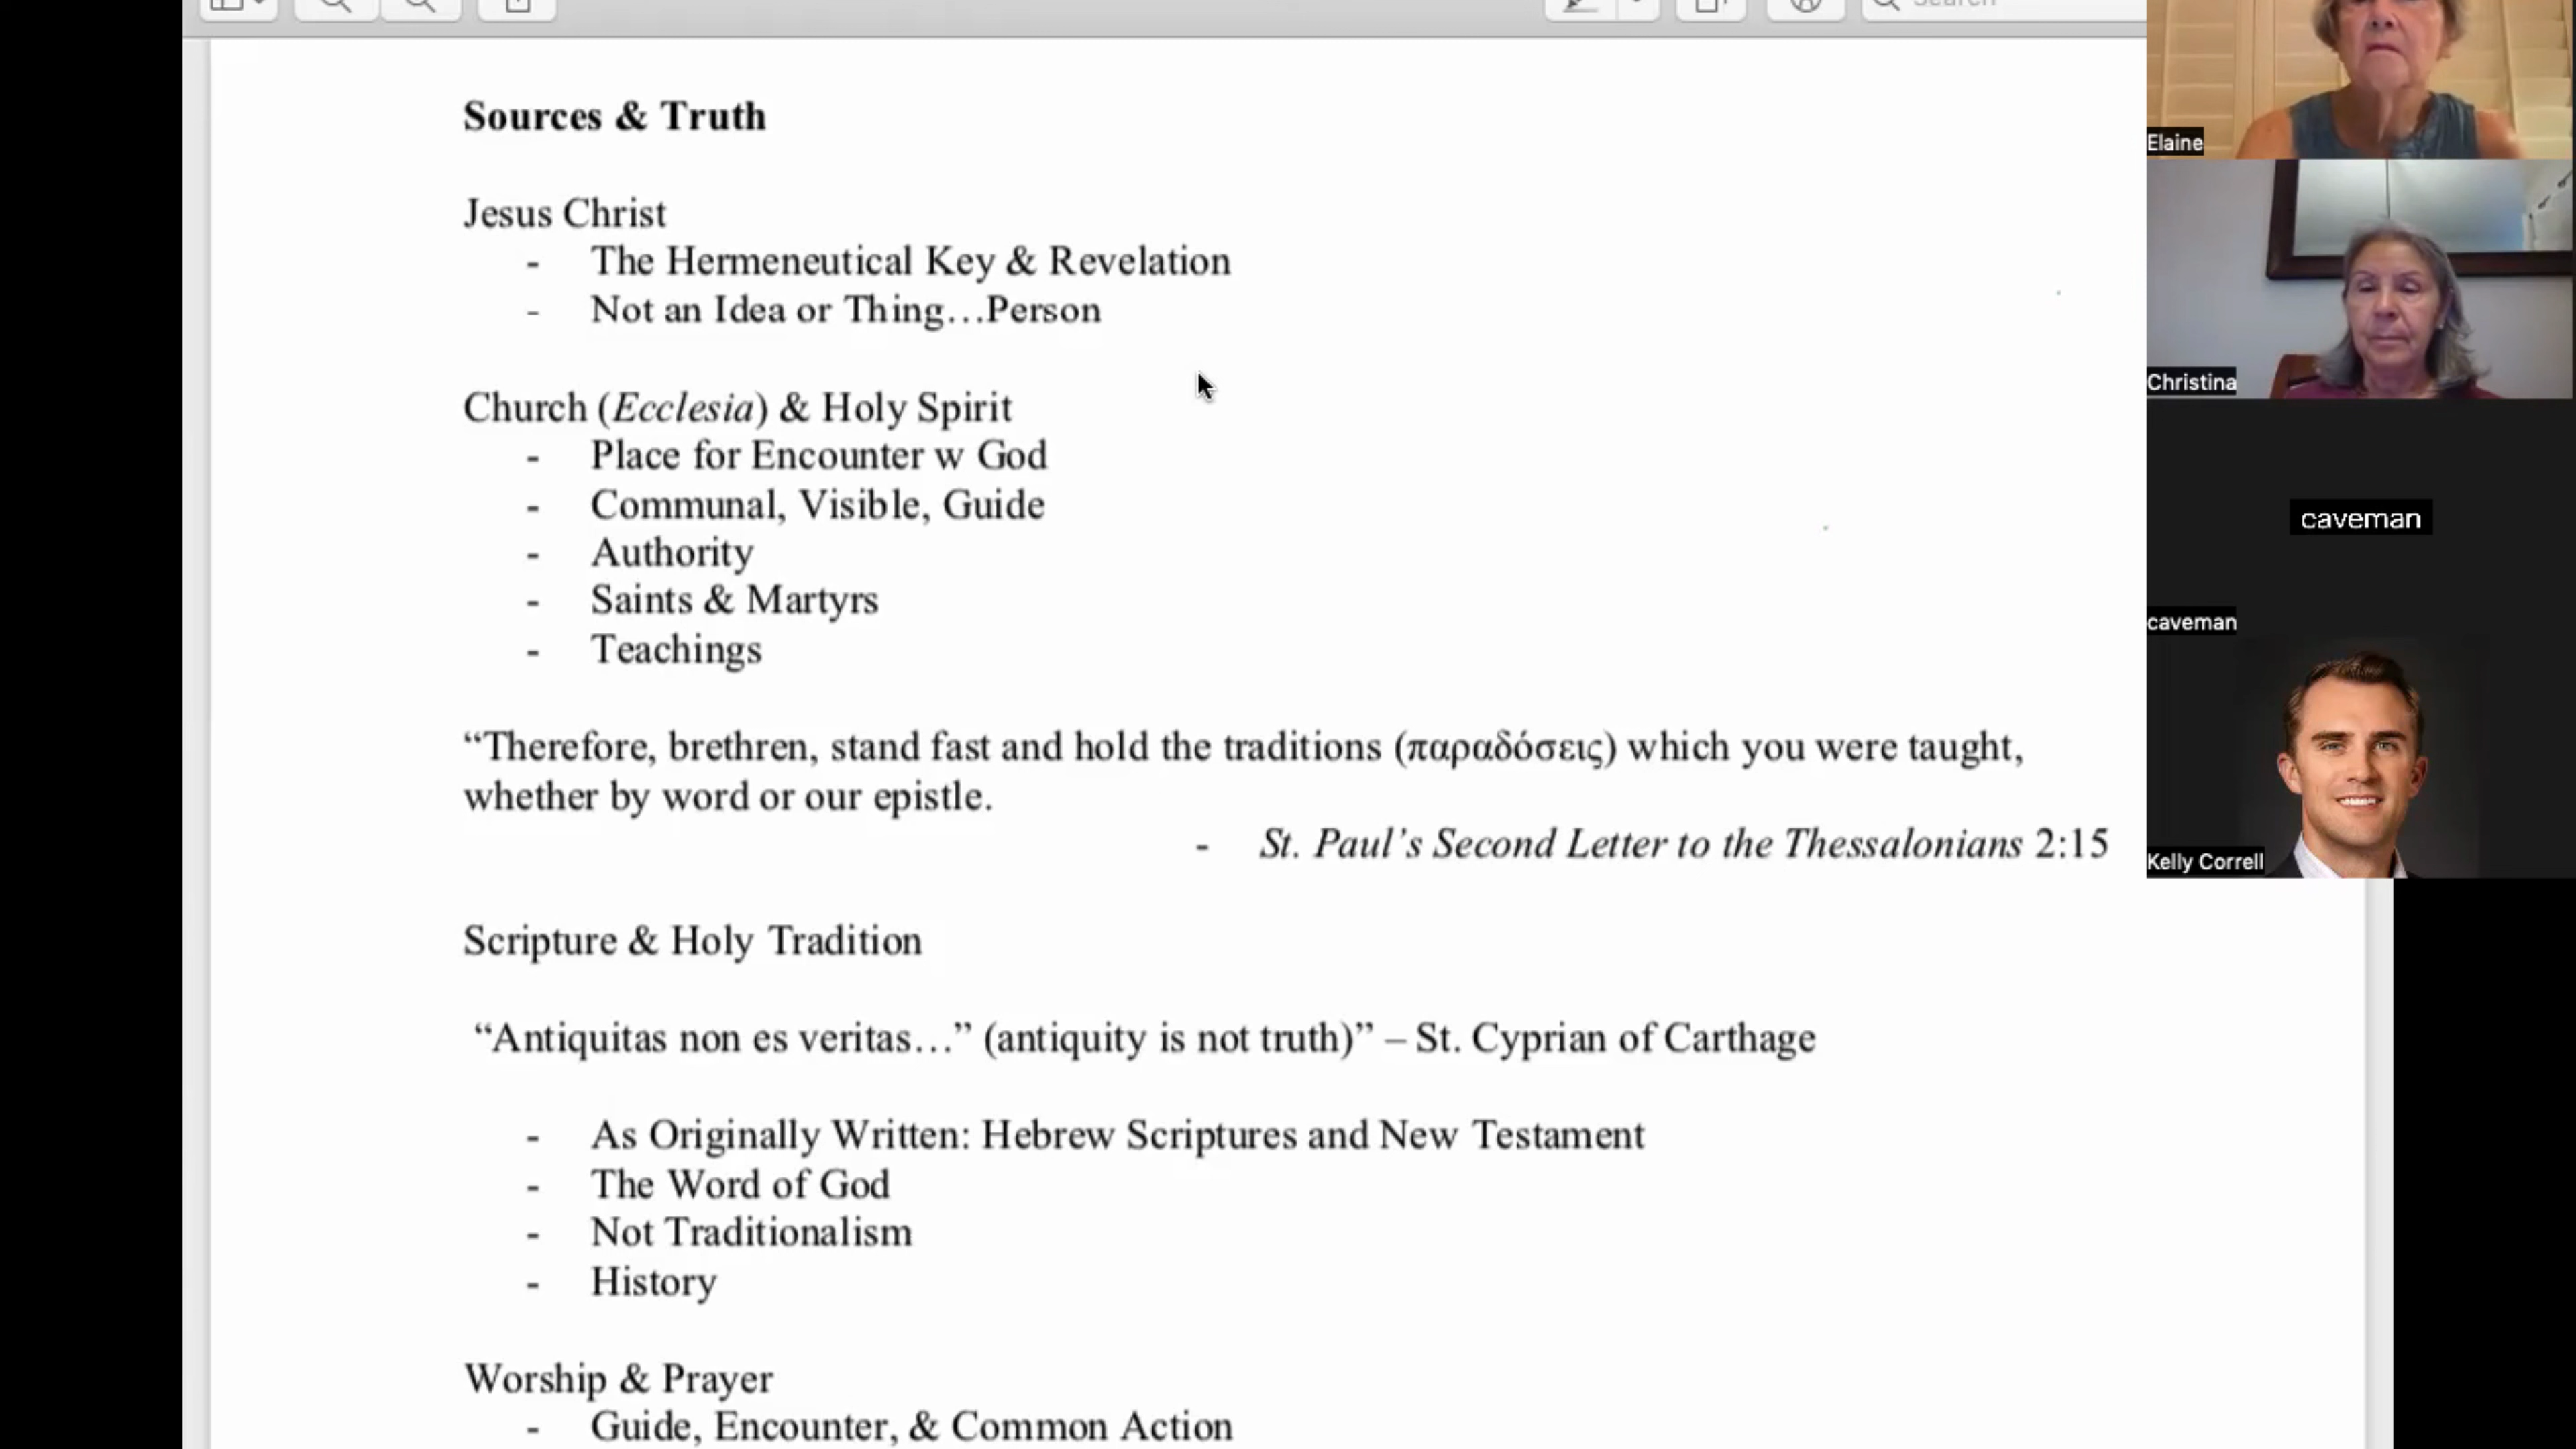 Search
Sources & Truth
Jesus Christ
- The Hermeneutical Key & Revelation
- Not an Idea or Thing…Person
Church (Ecclesia) & Holy Spirit
- Place for Encounter w God
- Communal, Visible, Guide
- Authority
- Saints & Martyrs
- Teachings
“Therefore, brethren, stand fast and hold the traditions (παραδόσεις) which you were taught,
whether by word or our epistle.
- St. Paul’s Second Letter to the Thessalonians 2:15
Scripture & Holy Tradition
“Antiquitas non es veritas…” (antiquity is not truth)” – St. Cyprian of Carthage
- As Originally Written: Hebrew Scriptures and New Testament
- The Word of God
- Not Traditionalism
- History
Worship & Prayer
- Guide, Encounter, & Common Action
Elaine
Christina
caveman
caveman
Kelly Correll